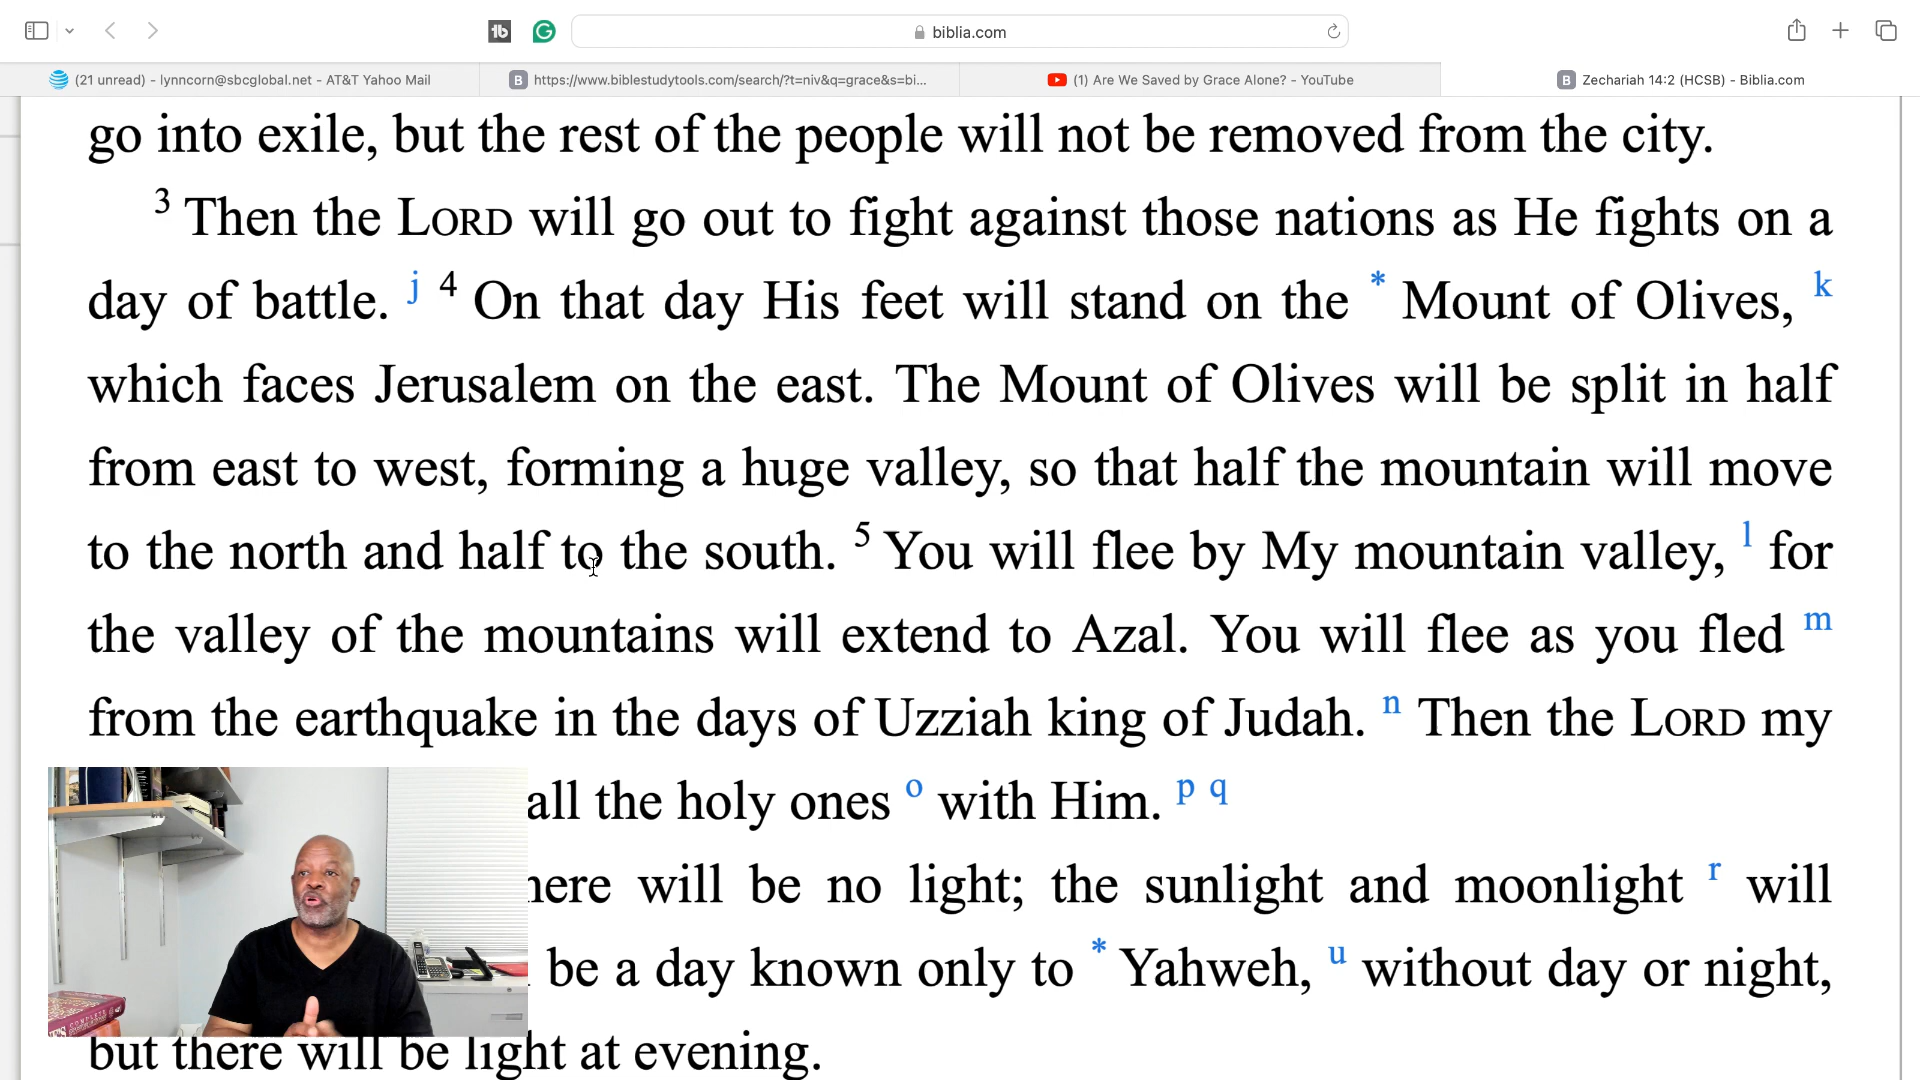 biblia.com
(21 unread) - lynncorn@sbcglobal.net - AT&T Yahoo Mail
https://www.biblestudytools.com/search/?t=niv&q=grace&s=bi...
(1) Are We Saved by Grace Alone? - YouTube
Zechariah 14:2 (HCSB) - Biblia.com
go into exile, but the rest of the people will not be removed from the city.
3 Then the LORD will go out to fight against those nations as He fights on a
day of battle. j 4 On that day His feet will stand on the * Mount of Olives, k
which faces Jerusalem on the east. The Mount of Olives will be split in half
from east to west, forming a huge valley, so that half the mountain will move
to the north and half to the south. 5 You will flee by My mountain valley, l for
the valley of the mountains will extend to Azal. You will flee as you fled m
from the earthquake in the days of Uzziah king of Judah. n Then the LORD my
all the holy ones o with Him. p q
here will be no light; the sunlight and moonlight r will
be a day known only to * Yahweh, u without day or night,
but there will be light at evening.
COMPLETE